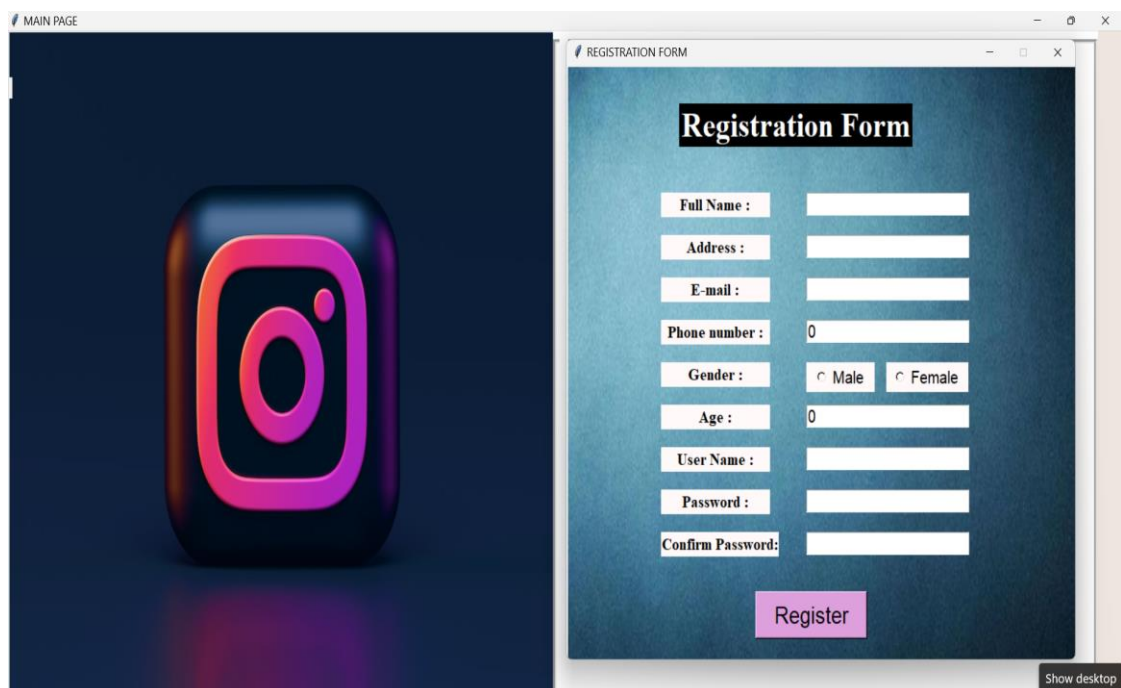 MAIN PAGE
REGISTRATION FORM
Registration Form
Full Name :
Address :
E-mail :
Phone number : 0
Gender : Male Female
Age : 0
User Name :
Password :
Confirm Password:
Register
Show desktop